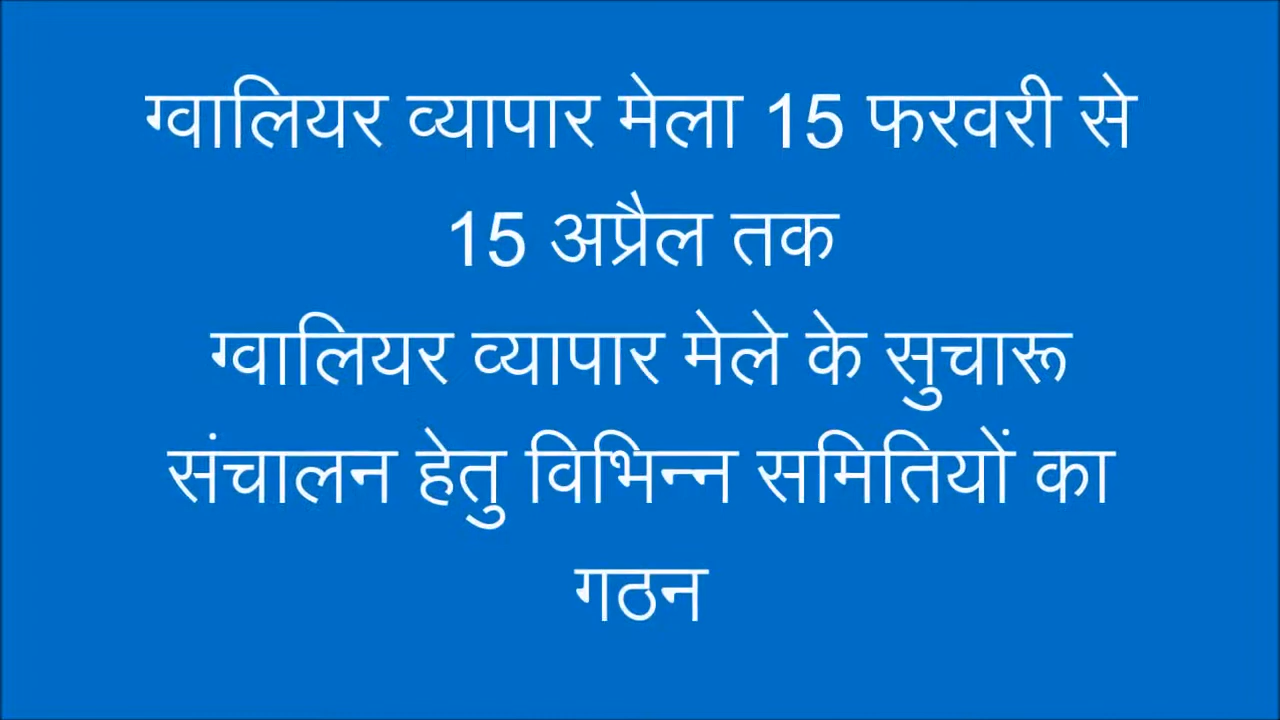 ग्वालियर व्यापार मेला 15 फरवरी से
15 अप्रैल तक
ग्वालियर व्यापार मेले के सुचारू
संचालन हेतु विभिन्न समितियों का
गठन